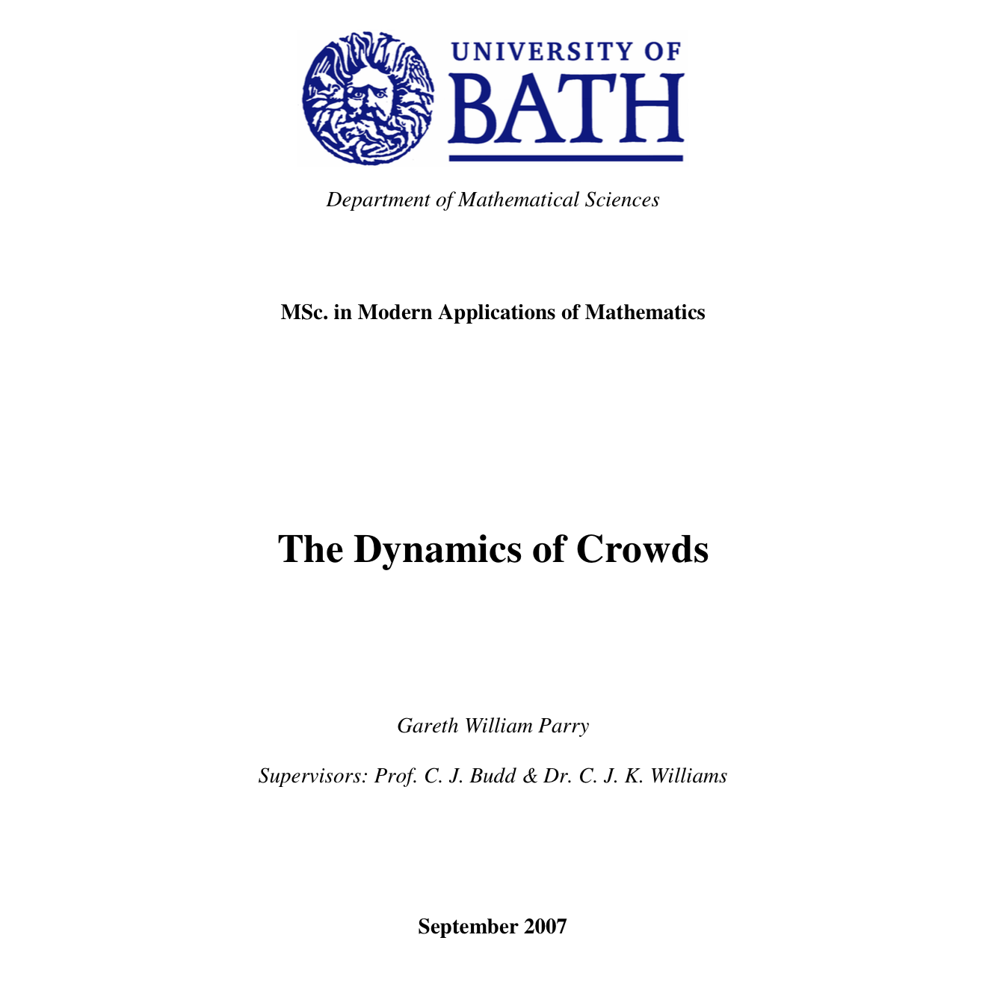 UNIVERSITY OF
BATH
Department of Mathematical Sciences
MSc. in Modern Applications of Mathematics
The Dynamics of Crowds
Gareth William Parry
Supervisors: Prof. C. J. Budd & Dr. C. J. K. Williams
September 2007